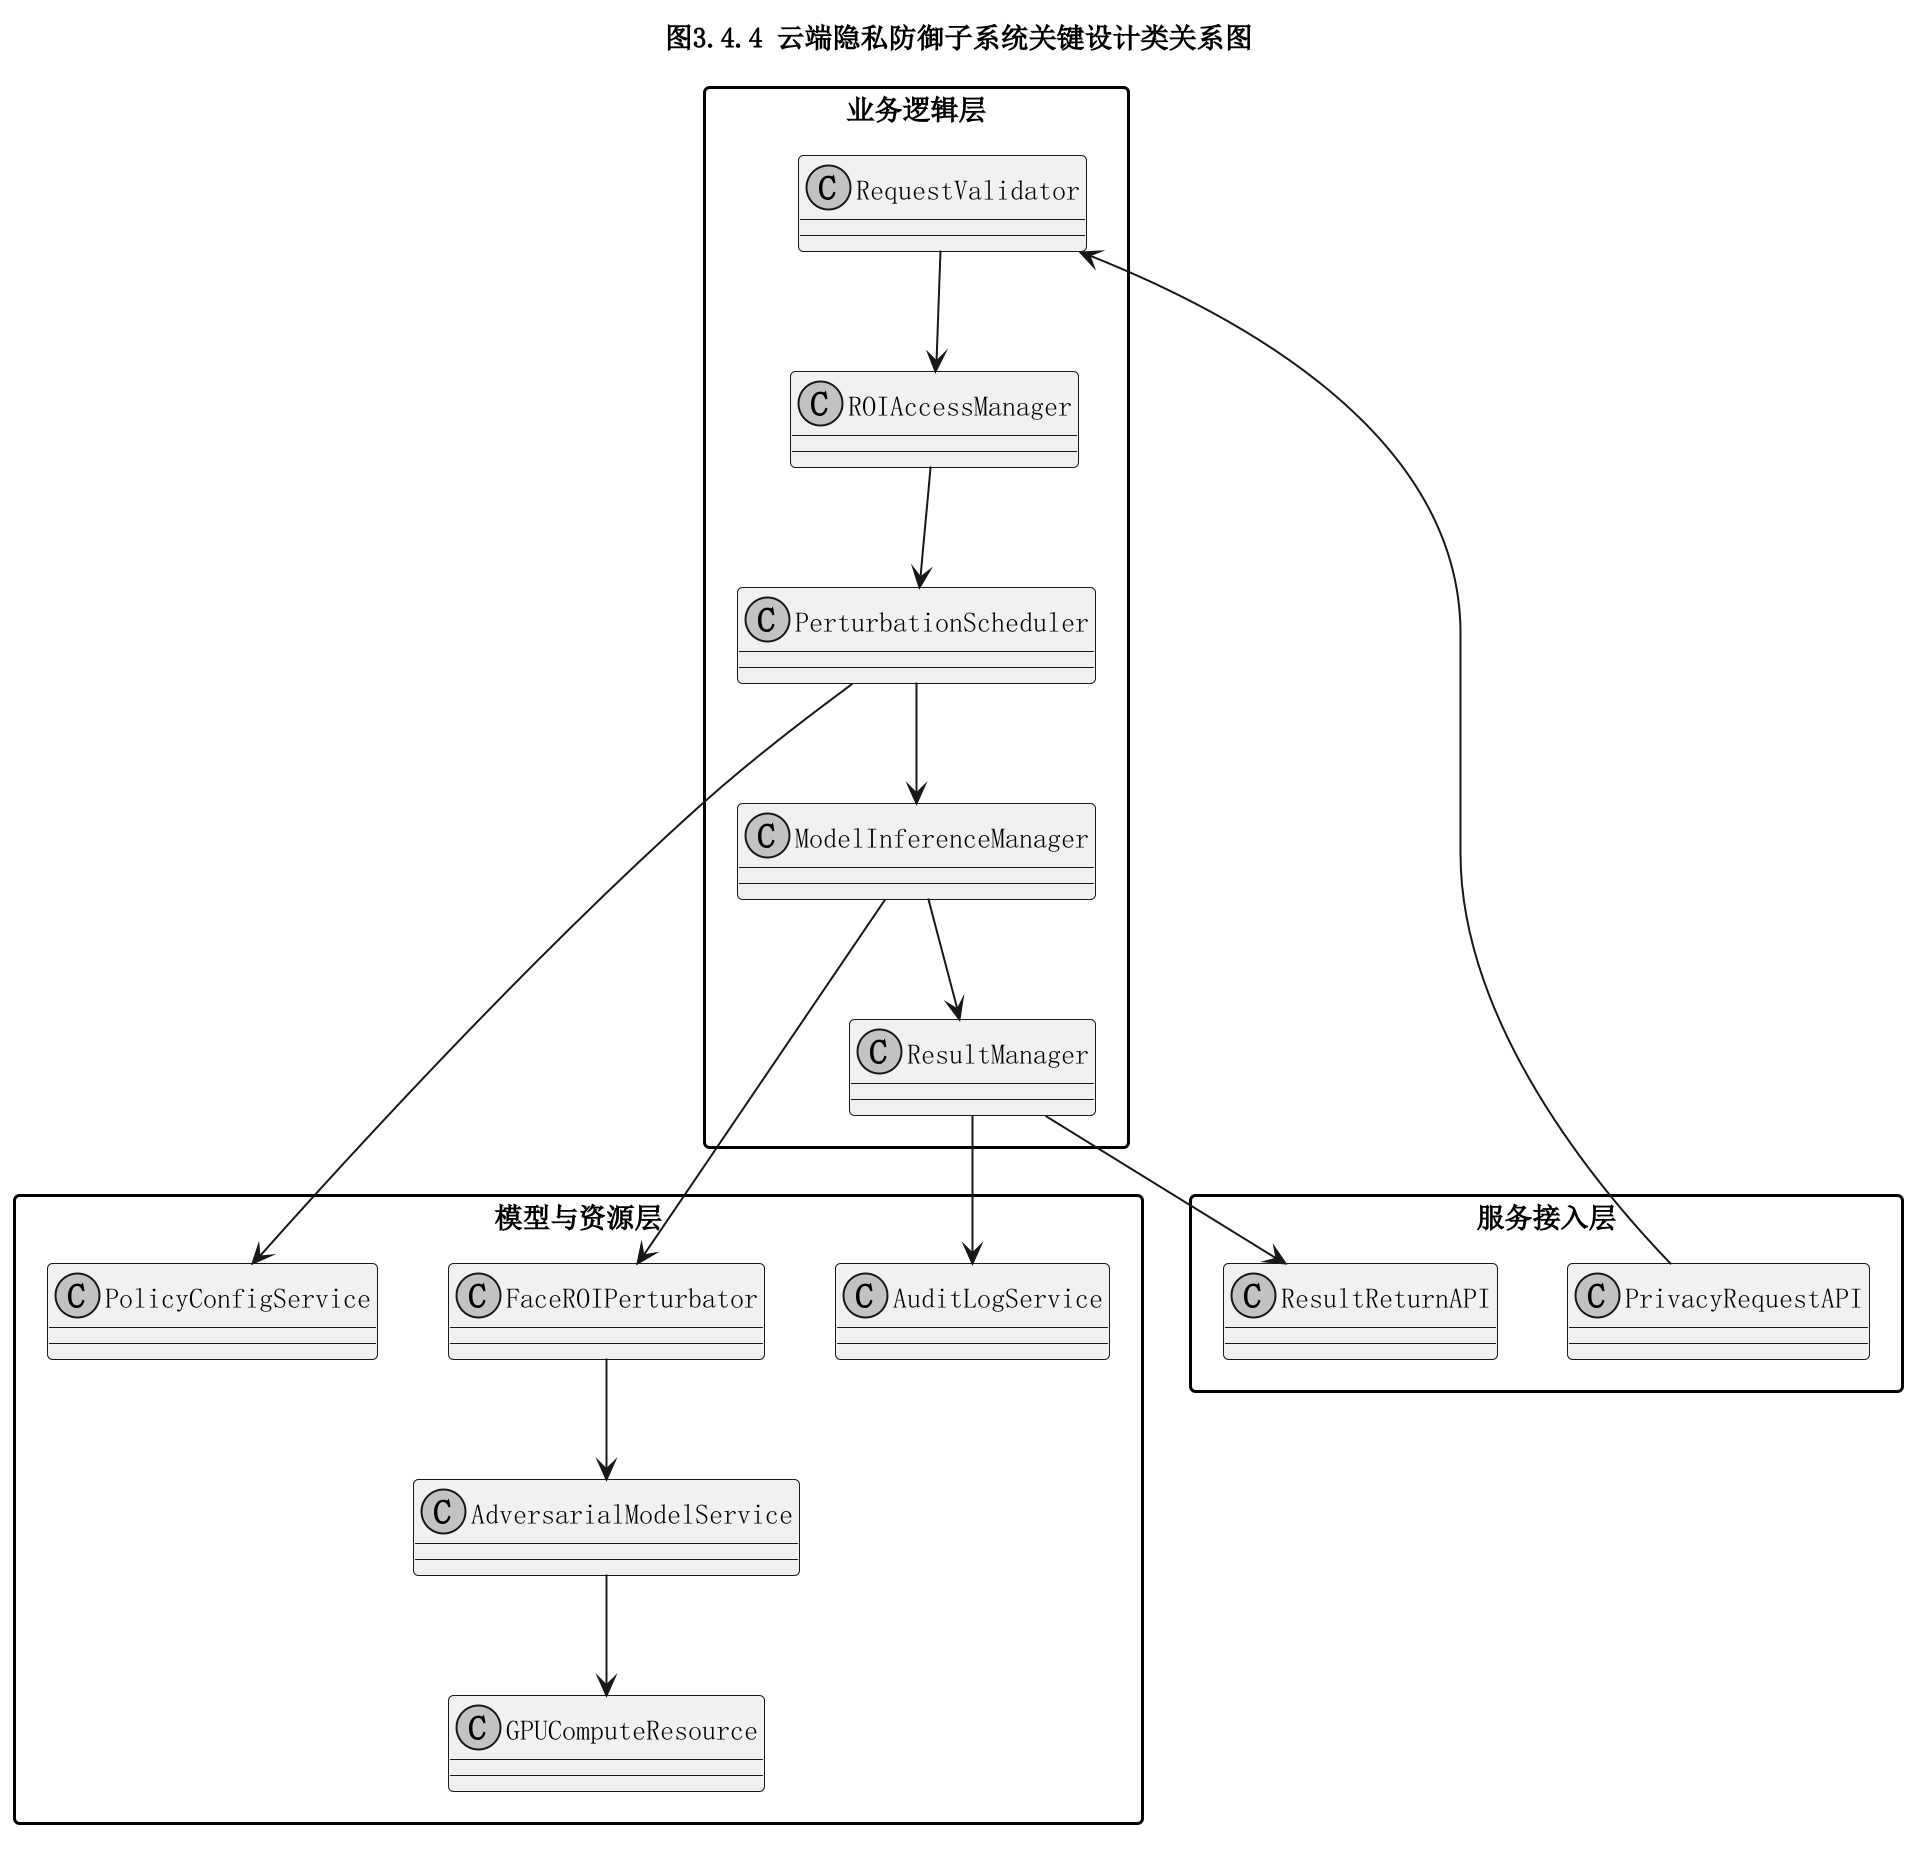 图3.4.4 云端隐私防御子系统关键设计类关系图
业务逻辑层
C RequestValidator
C ROIAccessManager
C PerturbationScheduler
C ModelInferenceManager
C ResultManager
模型与资源层
C PolicyConfigService
C FaceROIPerturbator
C AuditLogService
C AdversarialModelService
C GPUComputeResource
服务接入层
C ResultReturnAPI
C PrivacyRequestAPI